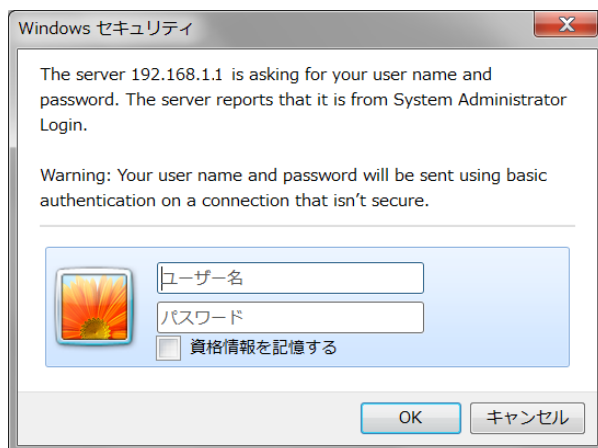 Windows セキュリティ
The server 192.168.1.1 is asking for your user name and
password. The server reports that it is from System Administrator
Login.
Warning: Your user name and password will be sent using basic
authentication on a connection that isn’t secure.
ユーザー名
パスワード
資格情報を記憶する
OK
キャンセル